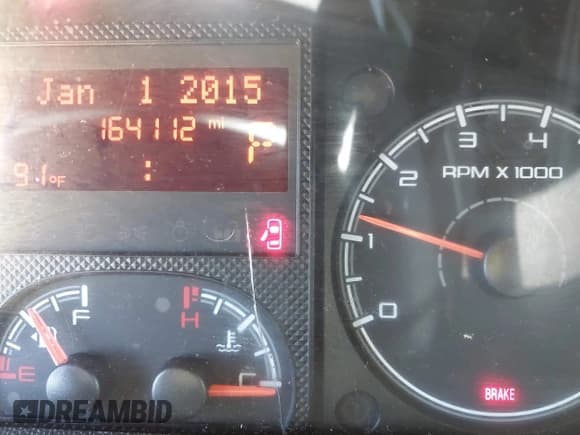 Jan 1 2015
164112 mi
P
91°F :
3 4
2
RPM X 1000
1
0
F H
E C
BRAKE
DREAMBID